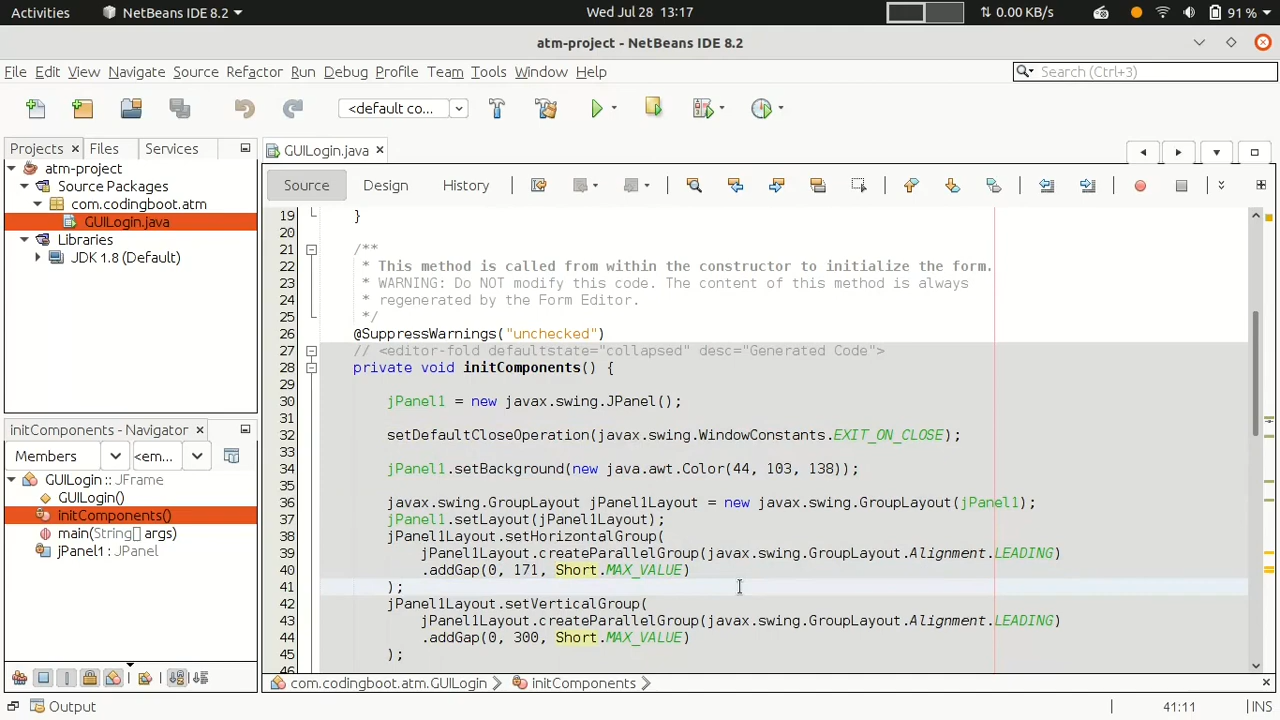 Activities
NetBeans IDE 8.2
Wed Jul 28  13:17
0.00 KB/s
91 %
atm-project - NetBeans IDE 8.2
File Edit View Navigate Source Refactor Run Debug Profile Team Tools Window Help
Search (Ctrl+3)
<default co...
Projects
Files
Services
atm-project
Source Packages
com.codingboot.atm
GUILogin.java
Libraries
JDK 1.8 (Default)
initComponents - Navigator
Members
<em...
GUILogin :: JFrame
GUILogin()
initComponents()
main(String[] args)
jPanel1 : JPanel
GUILogin.java
Source
Design
History
19 }
20
21 /**
22 * This method is called from within the constructor to initialize the form.
23 * WARNING: Do NOT modify this code. The content of this method is always
24 * regenerated by the Form Editor.
25 */
26 @SuppressWarnings("unchecked")
27 // <editor-fold defaultstate="collapsed" desc="Generated Code">
28 private void initComponents() {
29
30 jPanel1 = new javax.swing.JPanel();
31
32 setDefaultCloseOperation(javax.swing.WindowConstants.EXIT_ON_CLOSE);
33
34 jPanel1.setBackground(new java.awt.Color(44, 103, 138));
35
36 javax.swing.GroupLayout jPanel1Layout = new javax.swing.GroupLayout(jPanel1);
37 jPanel1.setLayout(jPanel1Layout);
38 jPanel1Layout.setHorizontalGroup(
39 jPanel1Layout.createParallelGroup(javax.swing.GroupLayout.Alignment.LEADING)
40 .addGap(0, 171, Short.MAX_VALUE)
41 );
42 jPanel1Layout.setVerticalGroup(
43 jPanel1Layout.createParallelGroup(javax.swing.GroupLayout.Alignment.LEADING)
44 .addGap(0, 300, Short.MAX_VALUE)
45 );
46
com.codingboot.atm.GUILogin
initComponents
Output
41:11
INS